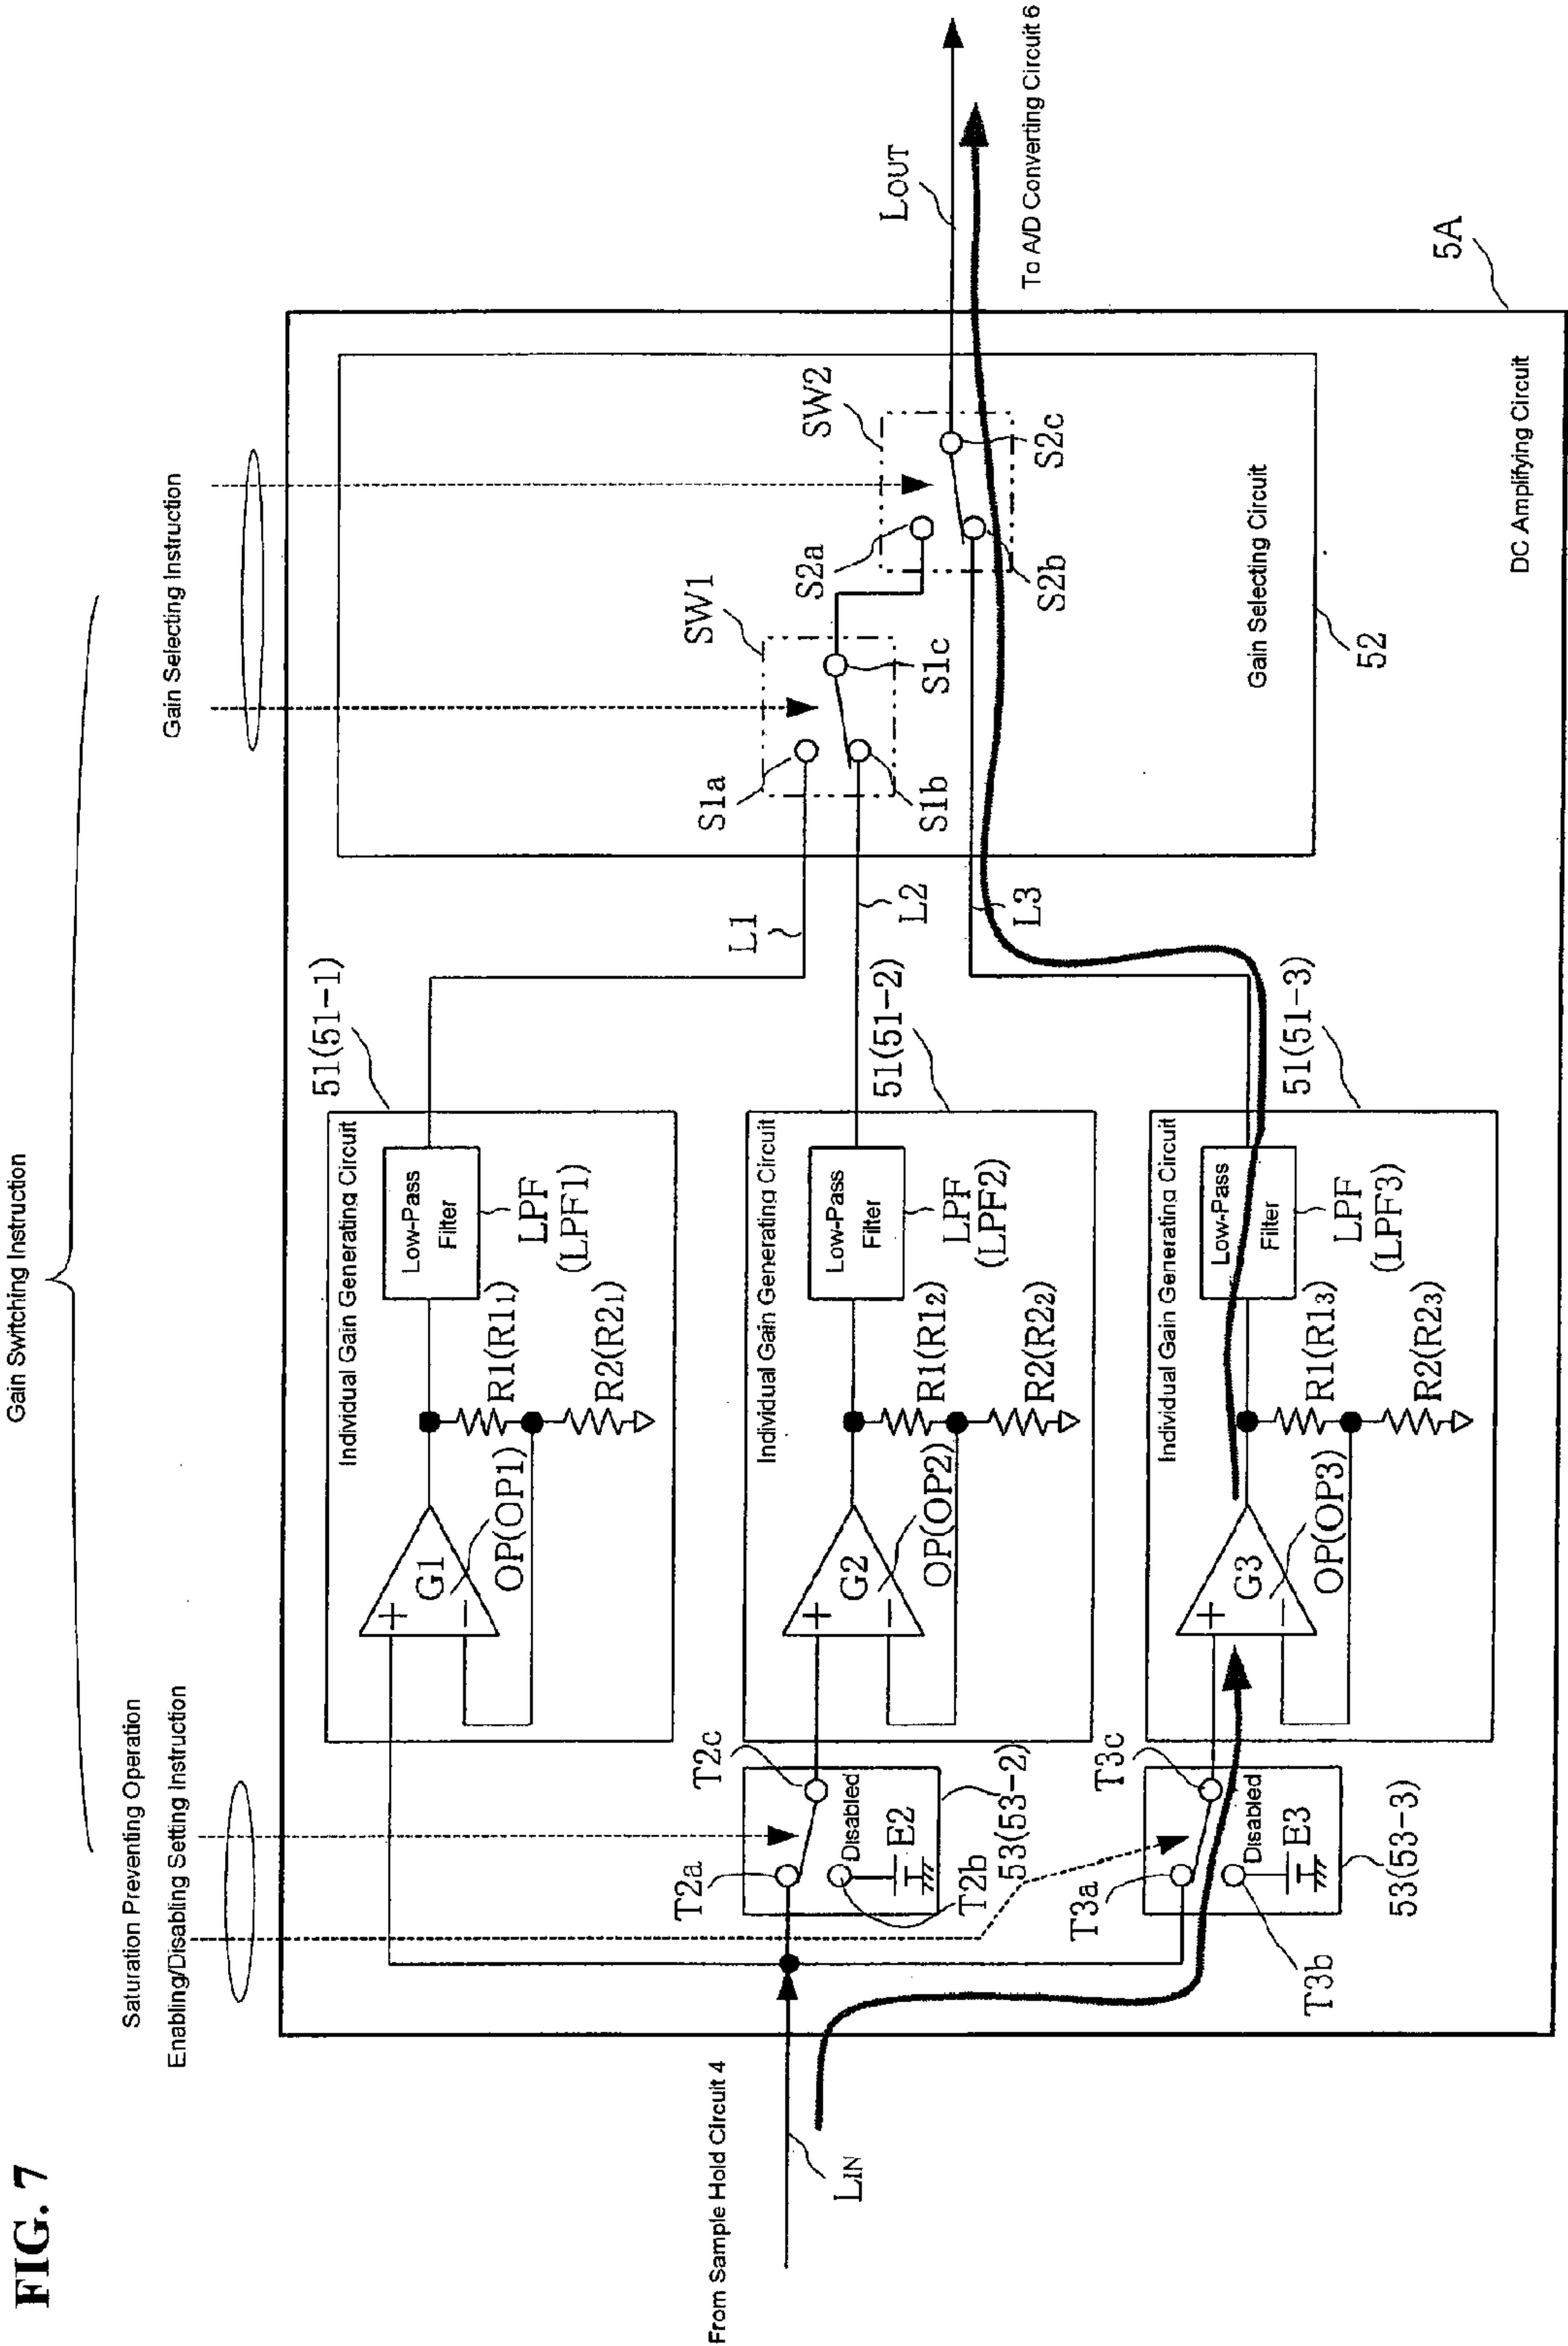 FIG. 7
Gain Switching Instruction
Saturation Preventing Operation
Enabling/Disabling Setting Instruction
Gain Selecting Instruction
From Sample Hold Circuit 4
LIN
T2a
T2c
Disabled
E2
T2b
53(53-2)
T3a
T3c
Disabled
E3
T3b
53(53-3)
51(51-1)
Individual Gain Generating Circuit
+
G1
-
OP(OP1)
R1(R11)
R2(R21)
Low-Pass
Filter
LPF
(LPF1)
51(51-2)
Individual Gain Generating Circuit
+
G2
-
OP(OP2)
R1(R12)
R2(R22)
Low-Pass
Filter
LPF
(LPF2)
51(51-3)
Individual Gain Generating Circuit
+
G3
-
OP(OP3)
R1(R13)
R2(R23)
Low-Pass
Filter
LPF
(LPF3)
L1
L2
L3
SW1
S1a
S1b
S1c
SW2
S2a
S2b
S2c
Gain Selecting Circuit
52
LOUT
To A/D Converting Circuit 6
DC Amplifying Circuit
5A